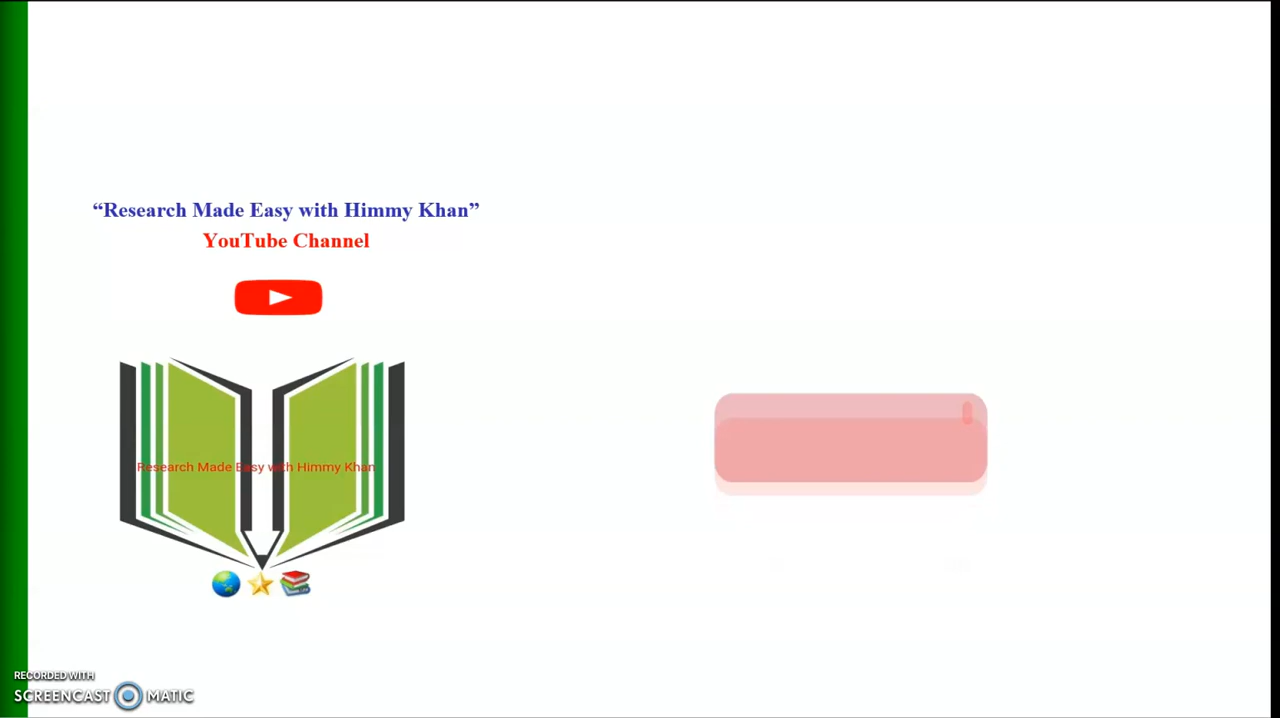 “Research Made Easy with Himmy Khan”
YouTube Channel
Research Made Easy with Himmy Khan
RECORDED WITH
SCREENCAST MATIC